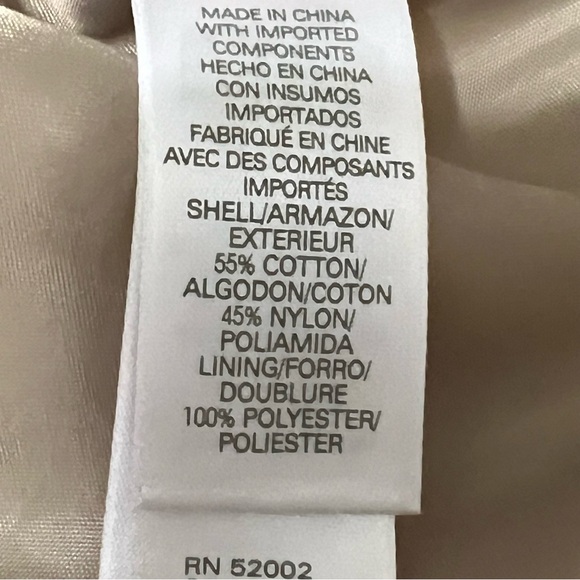 MADE IN CHINA
WITH IMPORTED
COMPONENTS
HECHO EN CHINA
CON INSUMOS
IMPORTADOS
FABRIQUÉ EN CHINE
AVEC DES COMPOSANTS
IMPORTÉS
SHELL/ARMAZON/
EXTERIEUR
55% COTTON/
ALGODON/COTON
45% NYLON/
POLIAMIDA
LINING/FORRO/
DOUBLURE
100% POLYESTER/
POLIESTER
RN 52002